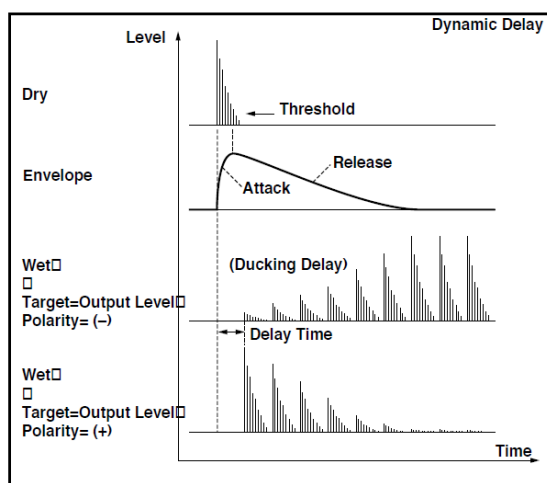 Dynamic Delay
Level
Dry
Threshold
Envelope
Release
Attack
Wet□
(Ducking Delay)
□
Target=Output Level□
Polarity= (–)
Delay Time
Wet□
□
Target=Output Level□
Polarity= (+)
Time